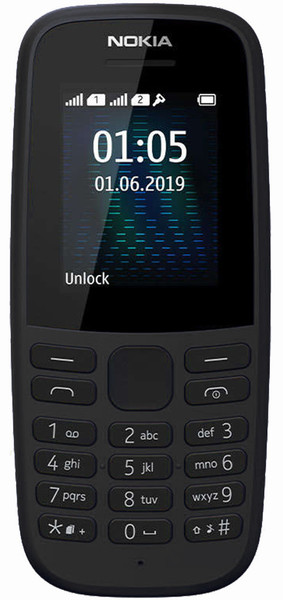 NOKIA
1 2
01:05
01.06.2019
Unlock
1 2 abc def 3
4 ghi 5 jkl mno 6
7 pqrs 8 tuv wxyz 9
* + 0 #